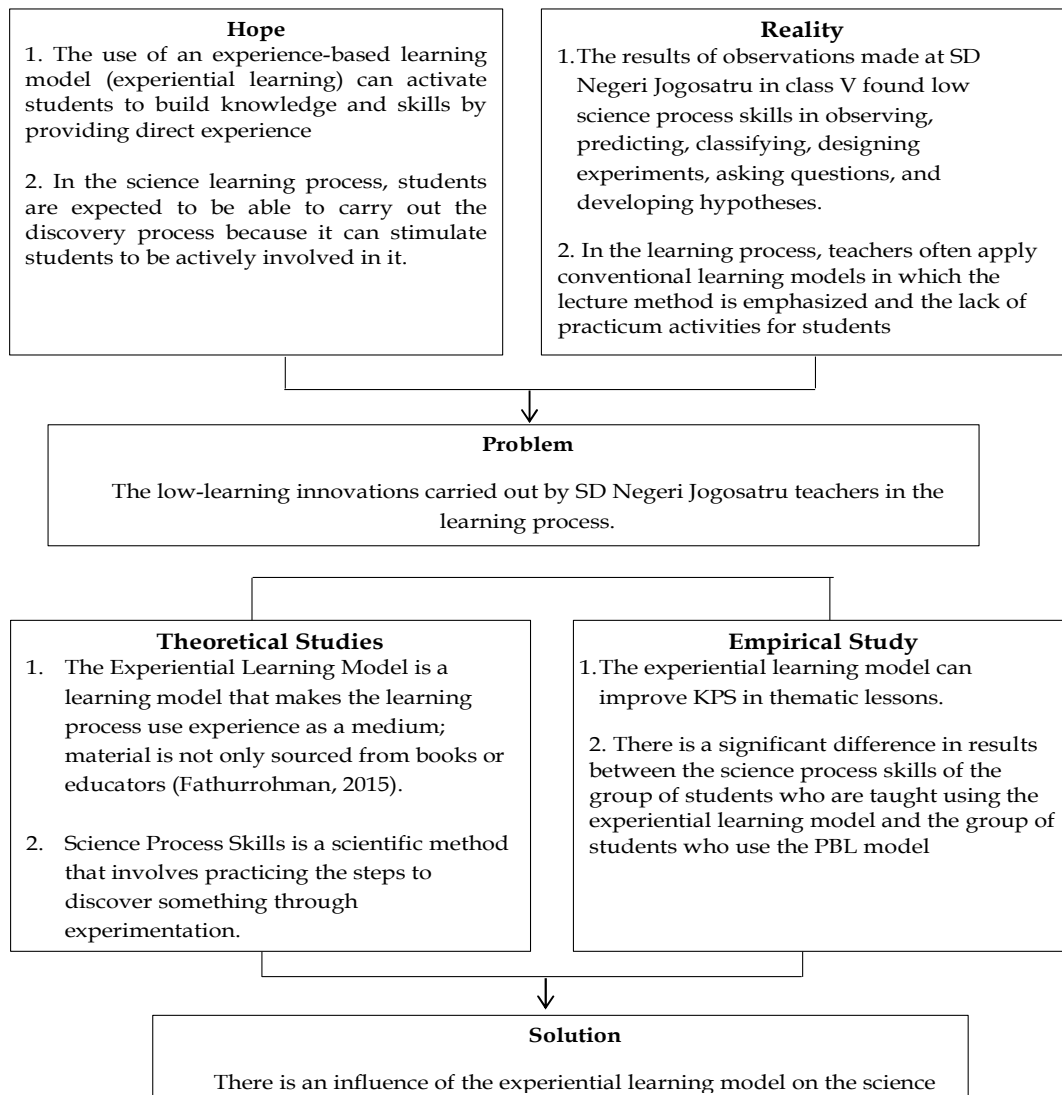 Hope
1. The use of an experience-based learning
model (experiential learning) can activate
students to build knowledge and skills by
providing direct experience
2. In the science learning process, students
are expected to be able to carry out the
discovery process because it can stimulate
students to be actively involved in it.
Reality
1.The results of observations made at SD
Negeri Jogosatru in class V found low
science process skills in observing,
predicting, classifying, designing
experiments, asking questions, and
developing hypotheses.
2. In the learning process, teachers often apply
conventional learning models in which the
lecture method is emphasized and the lack of
practicum activities for students
Problem
The low-learning innovations carried out by SD Negeri Jogosatru teachers in the
learning process.
Theoretical Studies
1. The Experiential Learning Model is a
learning model that makes the learning
process use experience as a medium;
material is not only sourced from books or
educators (Fathurrohman, 2015).
2. Science Process Skills is a scientific method
that involves practicing the steps to
discover something through
experimentation.
Empirical Study
1.The experiential learning model can
improve KPS in thematic lessons.
2. There is a significant difference in results
between the science process skills of the
group of students who are taught using the
experiential learning model and the group of
students who use the PBL model
Solution
There is an influence of the experiential learning model on the science